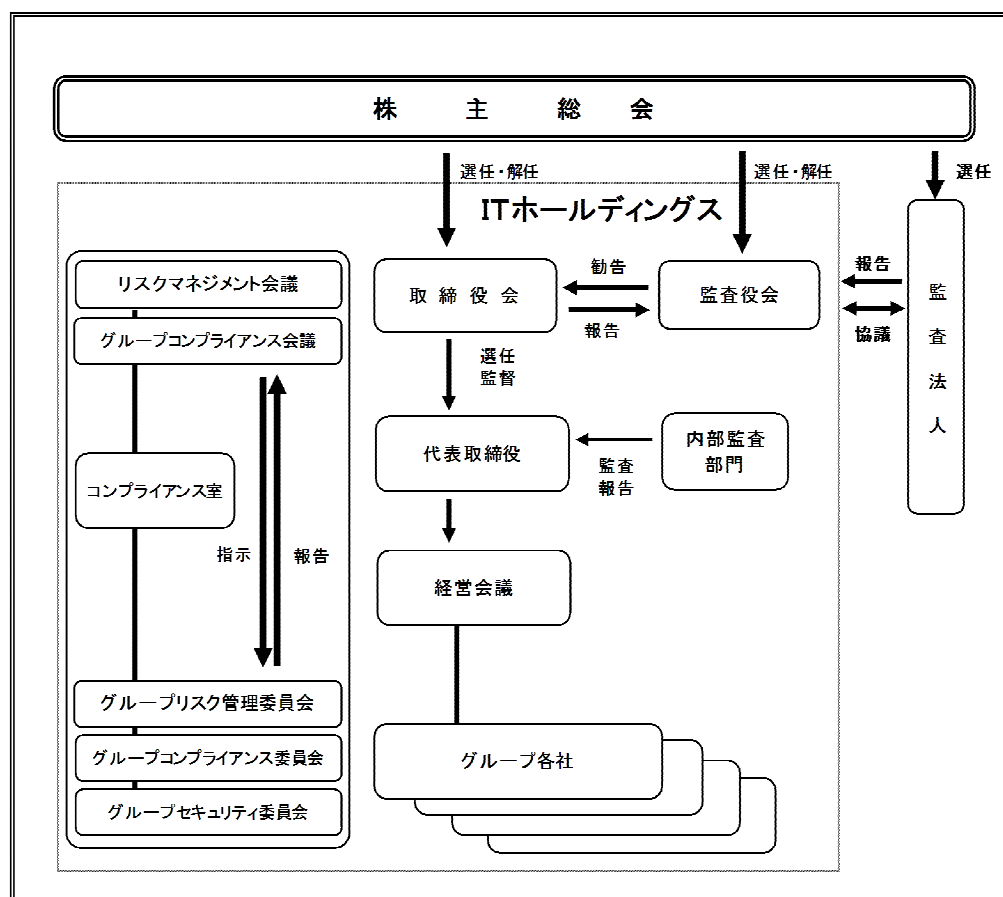 株主総会
選任・解任
選任・解任
選任
ITホールディングス
リスクマネジメント会議
グループコンプライアンス会議
コンプライアンス室
指示
報告
グループリスク管理委員会
グループコンプライアンス委員会
グループセキュリティ委員会
取締役会
勧告
報告
監査役会
報告
協議
監査法人
選任
監督
代表取締役
監査
報告
内部監査
部門
経営会議
グループ各社